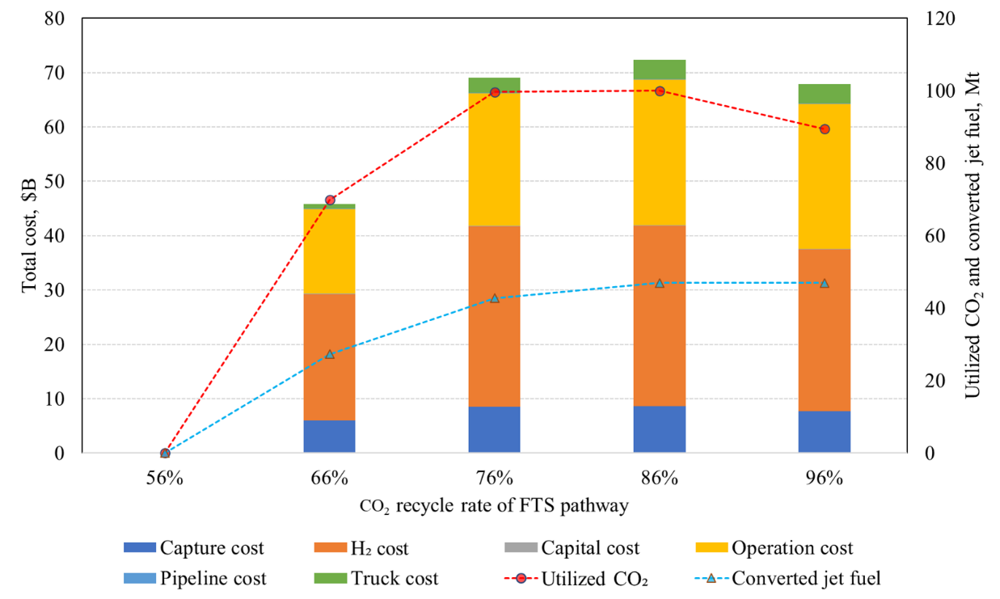 80
70
60
50
40
30
20
10
0
Total cost, $B
120
100
80
60
40
20
0
Utilized CO₂ and converted jet fuel, Mt
56% 66% 76% 86% 96%
CO₂ recycle rate of FTS pathway
Capture cost H₂ cost Capital cost Operation cost
Pipeline cost Truck cost Utilized CO₂ Converted jet fuel